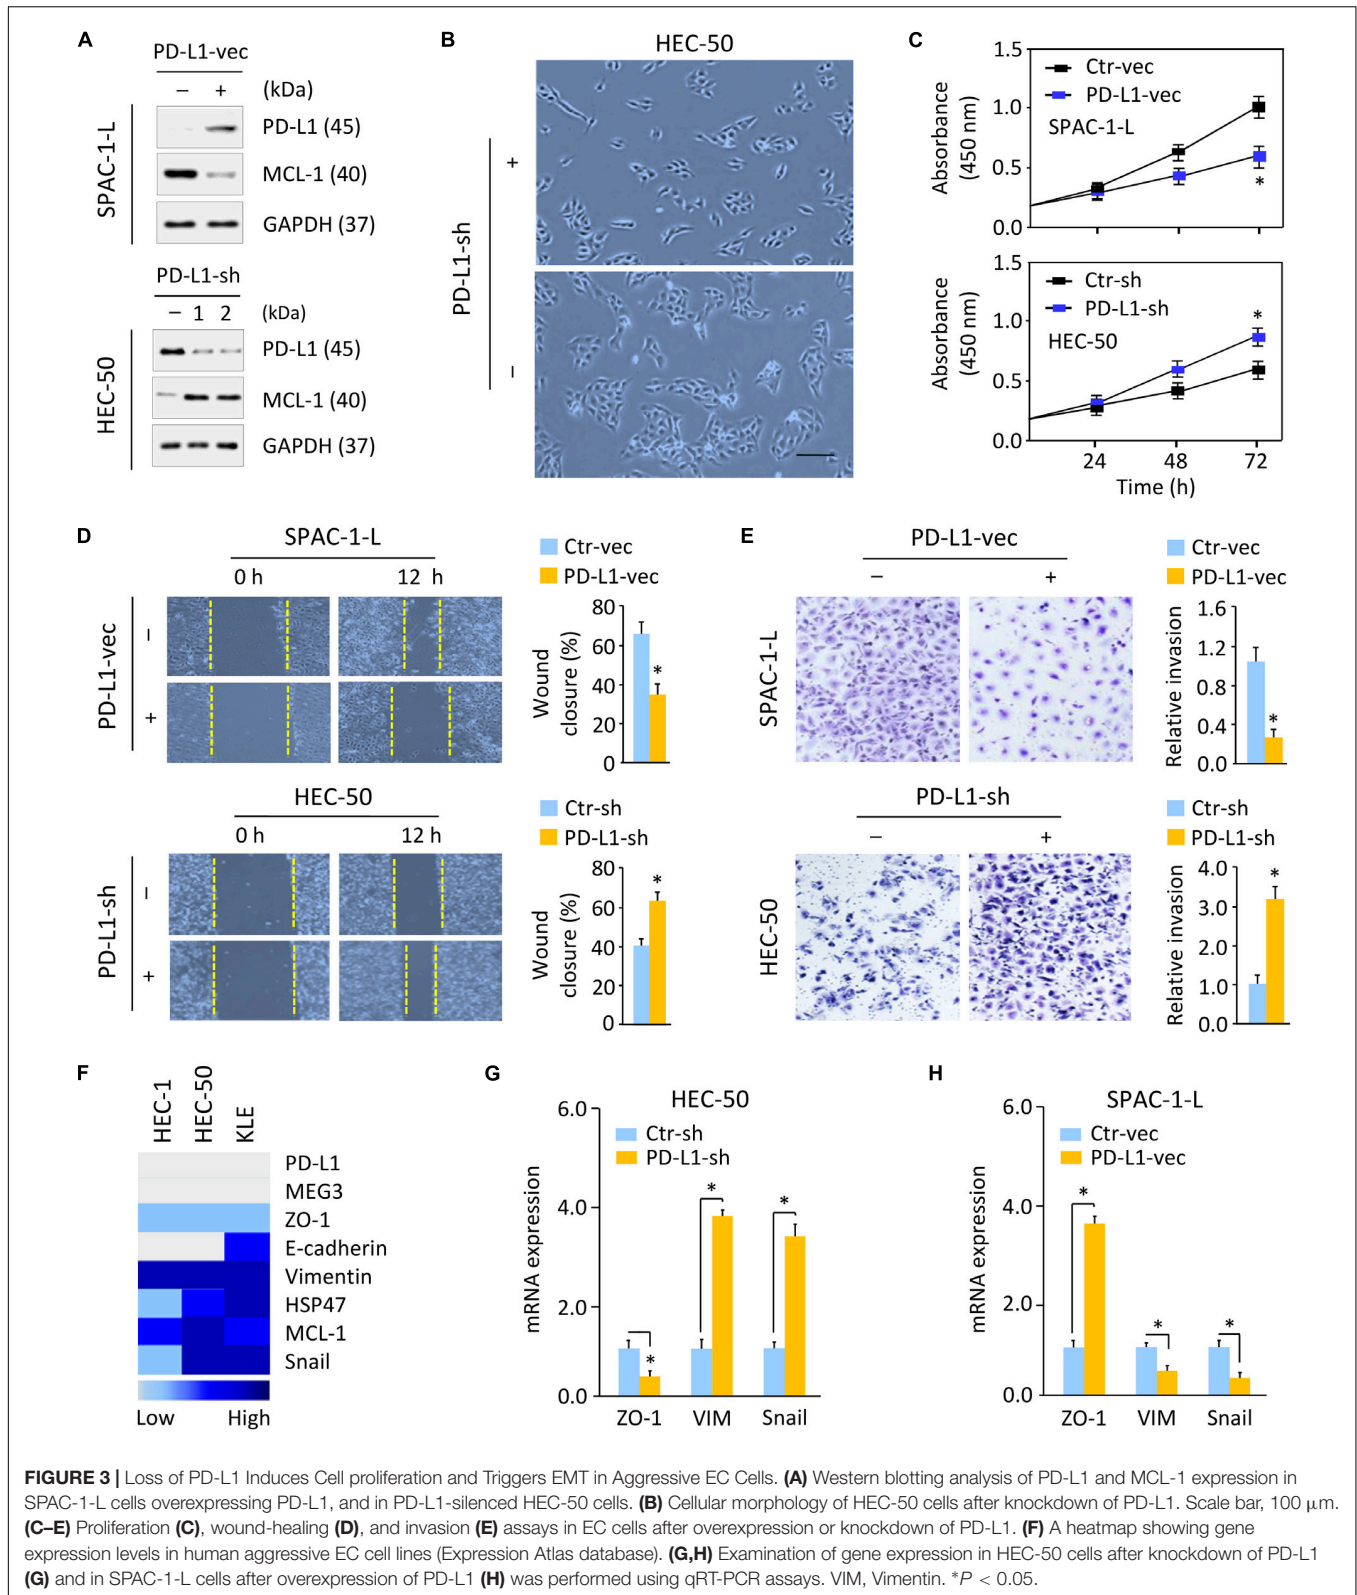 A
PD-L1-vec
– + (kDa)
SPAC-1-L
PD-L1 (45)
MCL-1 (40)
GAPDH (37)
PD-L1-sh
– 1 2 (kDa)
HEC-50
PD-L1 (45)
MCL-1 (40)
GAPDH (37)
B
HEC-50
PD-L1-sh
+
–
C
Absorbance
(450 nm)
1.5
1.0
0.5
0.0
Ctr-vec
PD-L1-vec
SPAC-1-L
*
Absorbance
(450 nm)
1.5
1.0
0.5
0.0
Ctr-sh
PD-L1-sh
HEC-50
*
24 48 72
Time (h)
D
SPAC-1-L
0 h 12 h
PD-L1-vec
–
+
Ctr-vec
PD-L1-vec
Wound
closure (%)
80
60
40
20
0
*
HEC-50
0 h 12 h
PD-L1-sh
–
+
Ctr-sh
PD-L1-sh
Wound
closure (%)
80
60
40
20
0
*
E
PD-L1-vec
– +
SPAC-1-L
Ctr-vec
PD-L1-vec
Relative invasion
1.6
1.2
0.8
0.4
0.0
*
PD-L1-sh
– +
HEC-50
Ctr-sh
PD-L1-sh
Relative invasion
4.0
3.0
2.0
1.0
0.0
*
F
HEC-1
HEC-50
KLE
PD-L1
MEG3
ZO-1
E-cadherin
Vimentin
HSP47
MCL-1
Snail
Low High
G
HEC-50
Ctr-sh
PD-L1-sh
mRNA expression
6.0
4.0
2.0
0.0
* * *
ZO-1 VIM Snail
H
SPAC-1-L
Ctr-vec
PD-L1-vec
mRNA expression
6.0
4.0
2.0
0.0
* * *
ZO-1 VIM Snail
FIGURE 3 | Loss of PD-L1 Induces Cell proliferation and Triggers EMT in Aggressive EC Cells. (A) Western blotting analysis of PD-L1 and MCL-1 expression in
SPAC-1-L cells overexpressing PD-L1, and in PD-L1-silenced HEC-50 cells. (B) Cellular morphology of HEC-50 cells after knockdown of PD-L1. Scale bar, 100 μm.
(C–E) Proliferation (C), wound-healing (D), and invasion (E) assays in EC cells after overexpression or knockdown of PD-L1. (F) A heatmap showing gene
expression levels in human aggressive EC cell lines (Expression Atlas database). (G,H) Examination of gene expression in HEC-50 cells after knockdown of PD-L1
(G) and in SPAC-1-L cells after overexpression of PD-L1 (H) was performed using qRT-PCR assays. VIM, Vimentin. *P < 0.05.